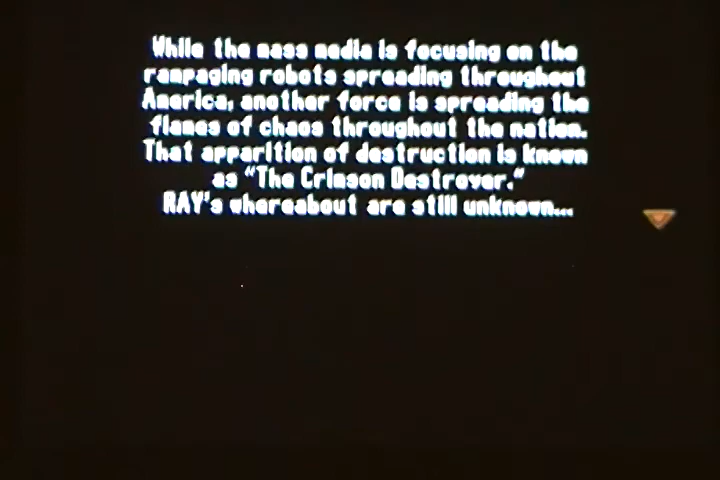 While the mass media is focusing on the
rampaging robots spreading throughout
America, another force is spreading the
flames of chaos throughout the nation.
That apparition of destruction is known
as "The Crimson Destroyer."
RAY's whereabout are still unknown...